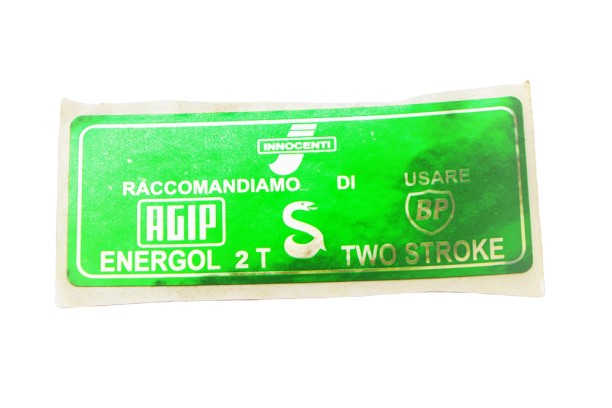 INNOCENTI
RACCOMANDIAMO DI USARE
AGIP BP
ENERGOL 2 T TWO STROKE